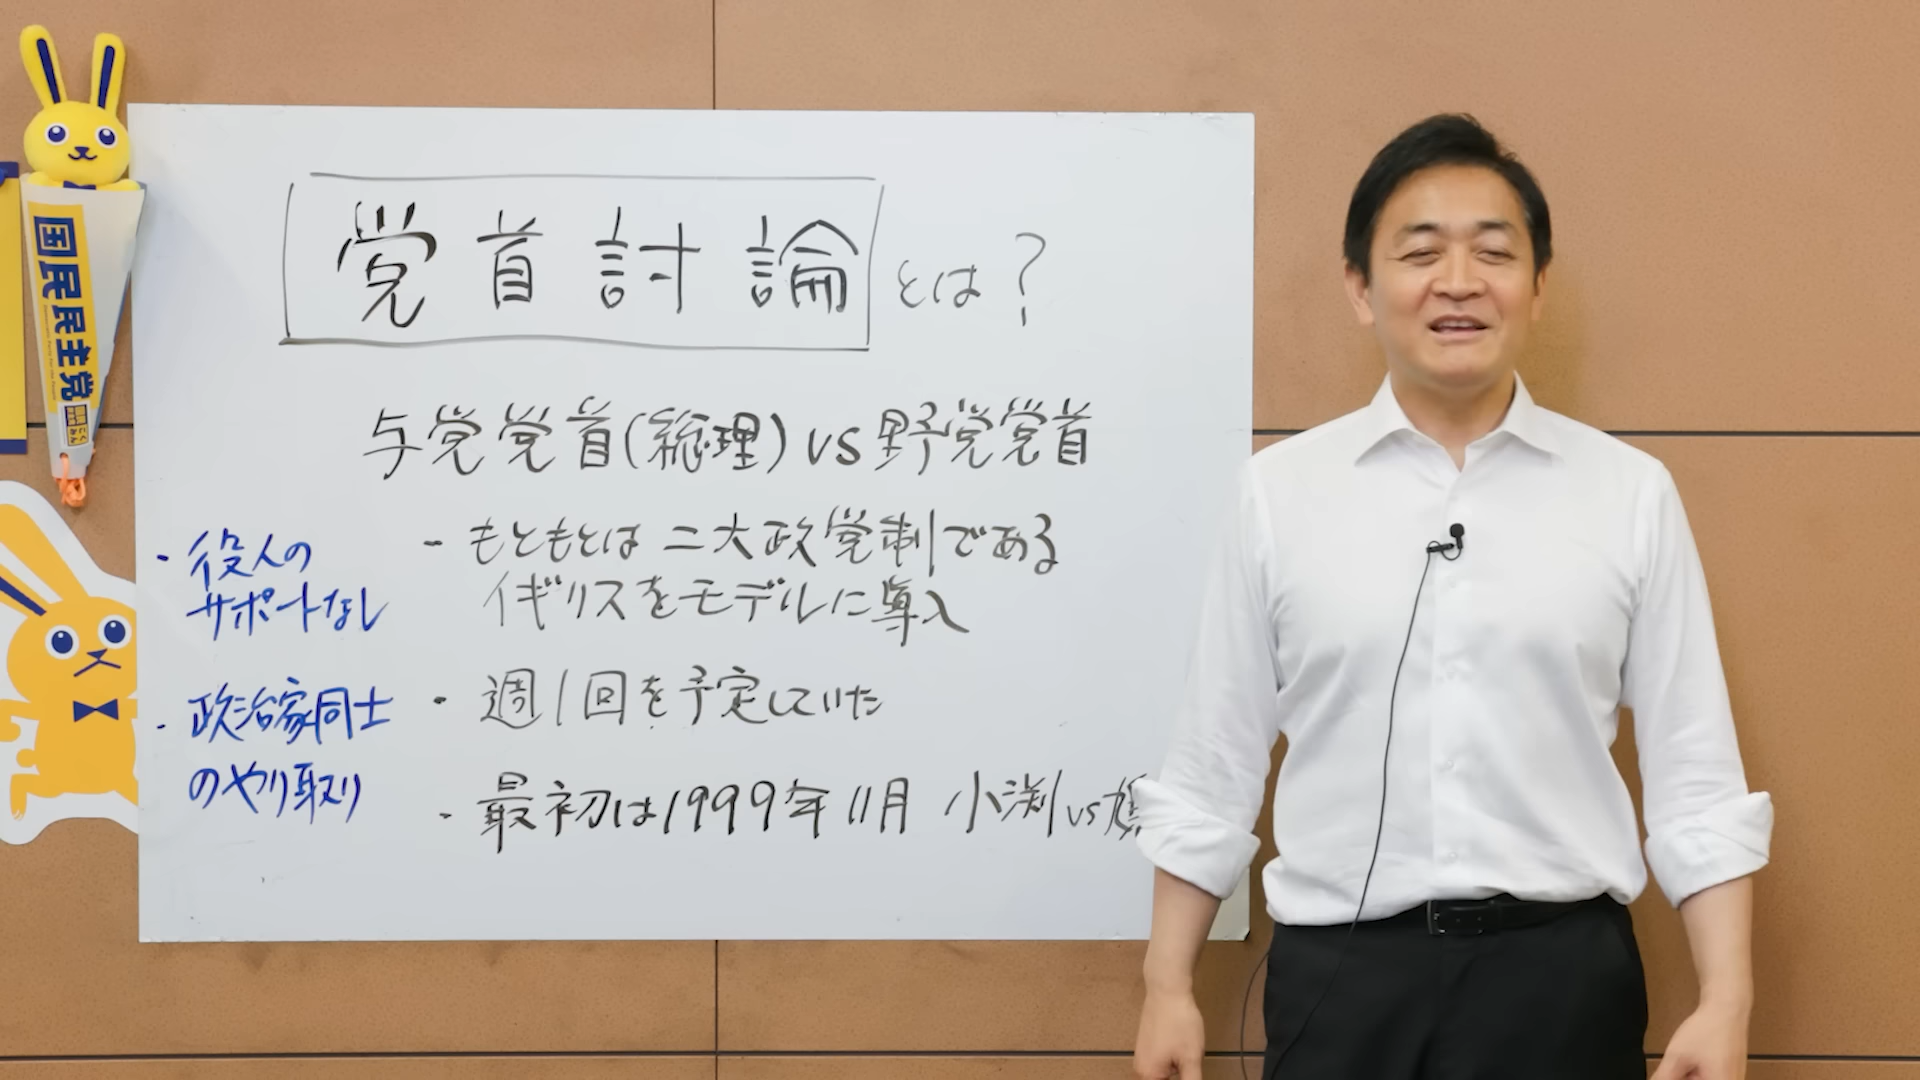 国民民主党
党首討論とは?
与党党首(総理)vs野党党首
- もともとは二大政党制である
イギリスをモデルに導入
・週1回を予定していた
・最初は1999年11月 小渕vs
・役人の
サポートなし
・政治家同士
のやり取り